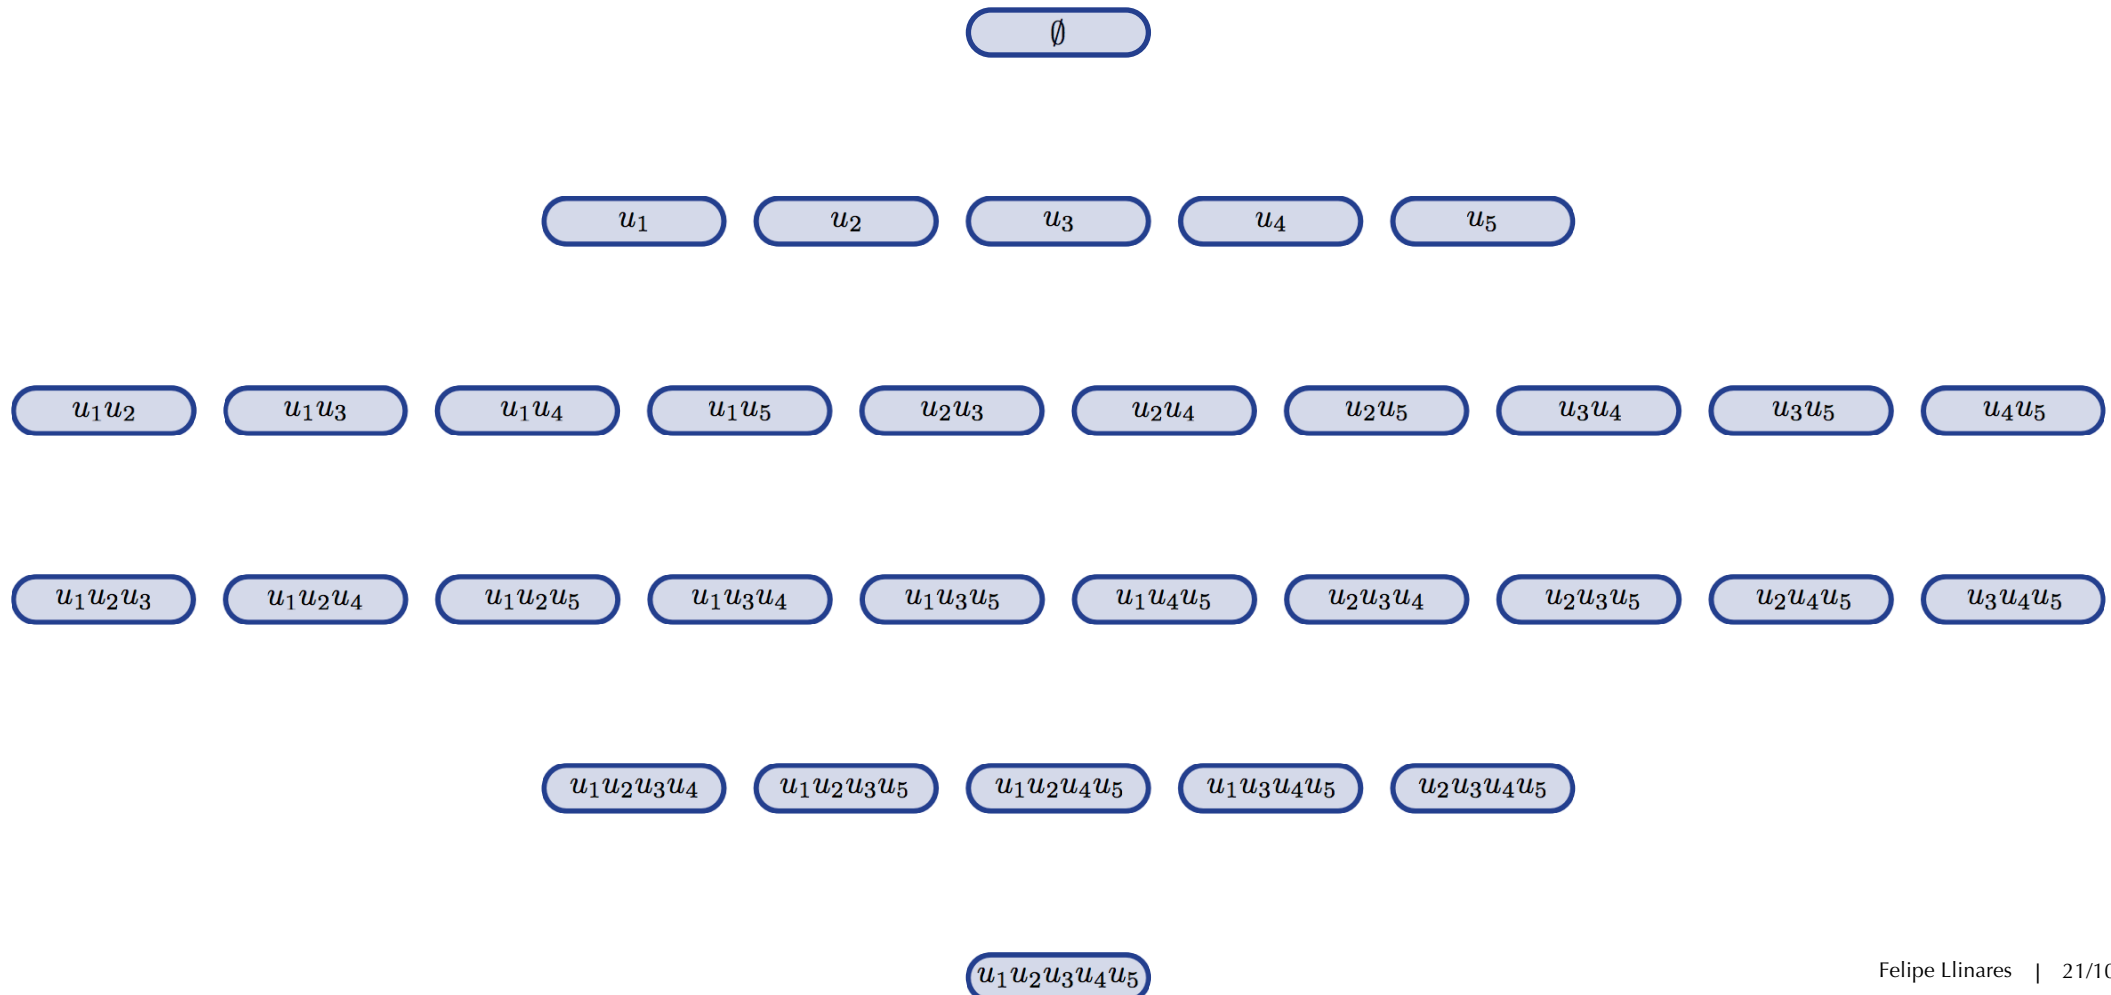 ∅
u₁ u₂ u₃ u₄ u₅
u₁u₂ u₁u₃ u₁u₄ u₁u₅ u₂u₃ u₂u₄ u₂u₅ u₃u₄ u₃u₅ u₄u₅
u₁u₂u₃ u₁u₂u₄ u₁u₂u₅ u₁u₃u₄ u₁u₃u₅ u₁u₄u₅ u₂u₃u₄ u₂u₃u₅ u₂u₄u₅ u₃u₄u₅
u₁u₂u₃u₄ u₁u₂u₃u₅ u₁u₂u₄u₅ u₁u₃u₄u₅ u₂u₃u₄u₅
u₁u₂u₃u₄u₅
Felipe Llinares | 21/10